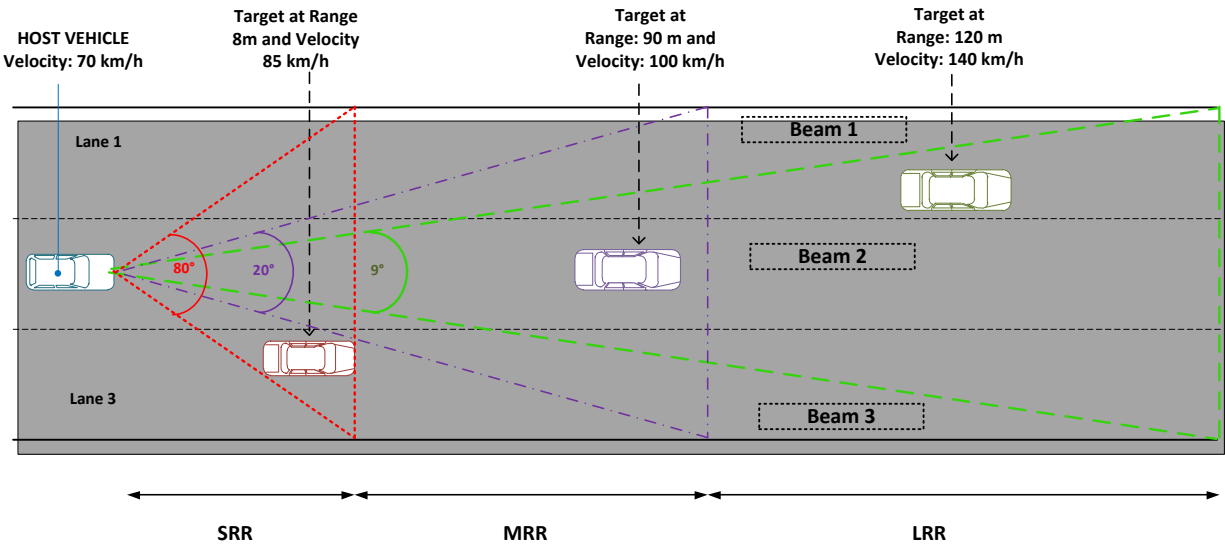 HOST VEHICLE
Velocity: 70 km/h
Target at Range
8m and Velocity
85 km/h
Target at
Range: 90 m and
Velocity: 100 km/h
Target at
Range: 120 m
Velocity: 140 km/h
Lane 1
Beam 1
80°
20°
9°
Beam 2
Lane 3
Beam 3
SRR
MRR
LRR